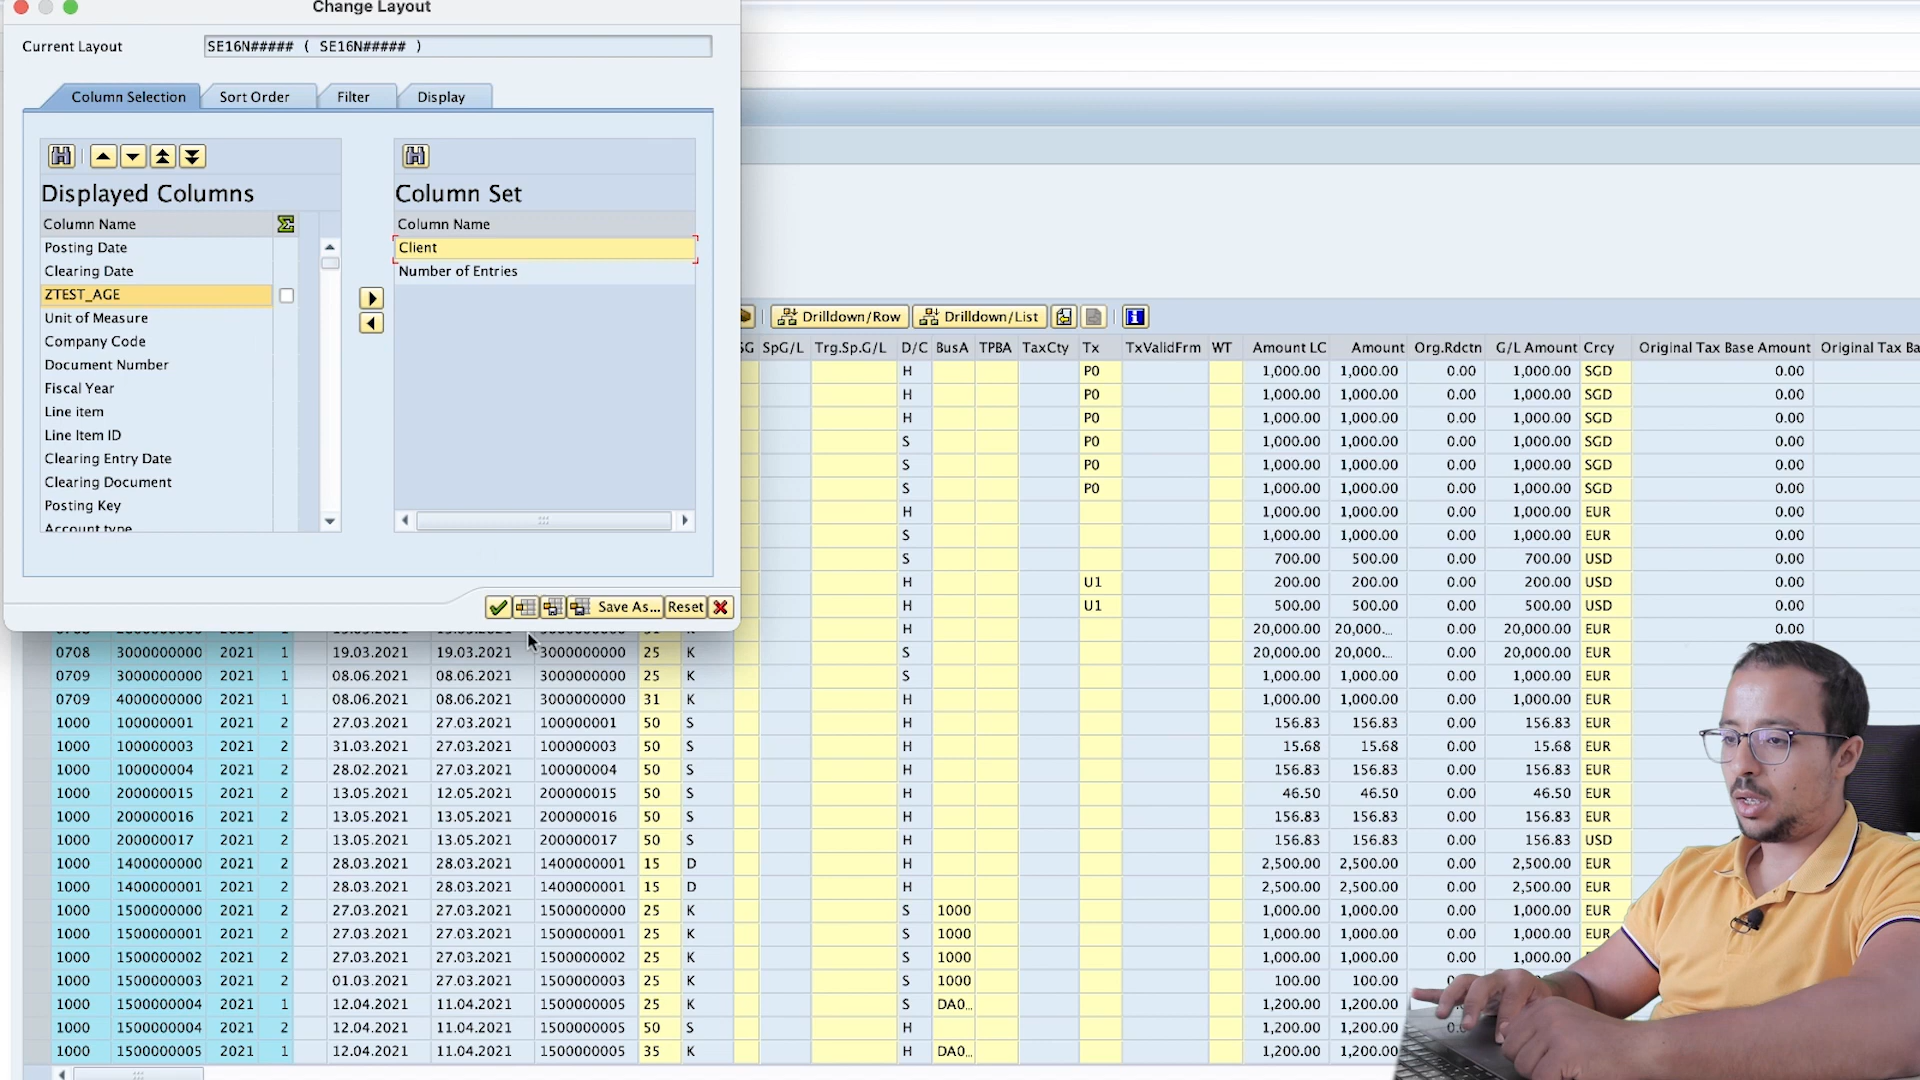 Change Layout
Current Layout
SE16N##### ( SE16N##### )
Column Selection
Sort Order
Filter
Display
Displayed Columns
Column Name
Posting Date
Clearing Date
ZTEST_AGE
Unit of Measure
Company Code
Document Number
Fiscal Year
Line item
Line Item ID
Clearing Entry Date
Clearing Document
Posting Key
Account type
Column Set
Column Name
Client
Number of Entries
Save As...
Reset
Drilldown/Row
Drilldown/List
SG SpG/L Trg.Sp.G/L D/C BusA TPBA TaxCty Tx TxValidFrm WT Amount LC Amount Org.Rdctn G/L Amount Crcy Original Tax Base Amount Original Tax Ba
H P0 1,000.00 1,000.00 0.00 1,000.00 SGD 0.00
H P0 1,000.00 1,000.00 0.00 1,000.00 SGD 0.00
H P0 1,000.00 1,000.00 0.00 1,000.00 SGD 0.00
S P0 1,000.00 1,000.00 0.00 1,000.00 SGD 0.00
S P0 1,000.00 1,000.00 0.00 1,000.00 SGD 0.00
S P0 1,000.00 1,000.00 0.00 1,000.00 SGD 0.00
H 1,000.00 1,000.00 0.00 1,000.00 EUR 0.00
S 1,000.00 1,000.00 0.00 1,000.00 EUR 0.00
S 700.00 500.00 0.00 700.00 USD 0.00
H U1 200.00 200.00 0.00 200.00 USD 0.00
H U1 500.00 500.00 0.00 500.00 USD 0.00
H 20,000.00 20,000.... 0.00 20,000.00 EUR 0.00
0708 3000000000 2021 1 19.03.2021 19.03.2021 3000000000 25 K S 20,000.00 20,000.... 0.00 20,000.00 EUR
0709 3000000000 2021 1 08.06.2021 08.06.2021 3000000000 25 K S 1,000.00 1,000.00 0.00 1,000.00 EUR
0709 4000000000 2021 1 08.06.2021 08.06.2021 3000000000 31 K H 1,000.00 1,000.00 0.00 1,000.00 EUR
1000 100000001 2021 2 27.03.2021 27.03.2021 100000001 50 S H 156.83 156.83 0.00 156.83 EUR
1000 100000003 2021 2 31.03.2021 27.03.2021 100000003 50 S H 15.68 15.68 0.00 15.68 EUR
1000 100000004 2021 2 28.02.2021 27.03.2021 100000004 50 S H 156.83 156.83 0.00 156.83 EUR
1000 200000015 2021 2 13.05.2021 12.05.2021 200000015 50 S H 46.50 46.50 0.00 46.50 EUR
1000 200000016 2021 2 13.05.2021 13.05.2021 200000016 50 S H 156.83 156.83 0.00 156.83 EUR
1000 200000017 2021 2 13.05.2021 13.05.2021 200000017 50 S H 156.83 156.83 0.00 156.83 USD
1000 1400000000 2021 2 28.03.2021 28.03.2021 1400000001 15 D H 2,500.00 2,500.00 0.00 2,500.00 EUR
1000 1400000001 2021 2 28.03.2021 28.03.2021 1400000001 15 D H 2,500.00 2,500.00 0.00 2,500.00 EUR
1000 1500000000 2021 2 27.03.2021 27.03.2021 1500000000 25 K S 1000 1,000.00 1,000.00 0.00 1,000.00 EUR
1000 1500000001 2021 2 27.03.2021 27.03.2021 1500000001 25 K S 1000 1,000.00 1,000.00 0.00 1,000.00 EUR
1000 1500000002 2021 2 27.03.2021 27.03.2021 1500000002 25 K S 1000 1,000.00 1,000.00 0.00 1,000.00
1000 1500000003 2021 2 01.03.2021 27.03.2021 1500000003 25 K S 1000 100.00 100.00 0.00 100.00
1000 1500000004 2021 1 12.04.2021 11.04.2021 1500000005 25 K S DA0... 1,200.00 1,200.00
1000 1500000004 2021 2 12.04.2021 11.04.2021 1500000005 50 S H 1,200.00 1,200.00
1000 1500000005 2021 1 12.04.2021 11.04.2021 1500000005 35 K H DA0... 1,200.00 1,200.00